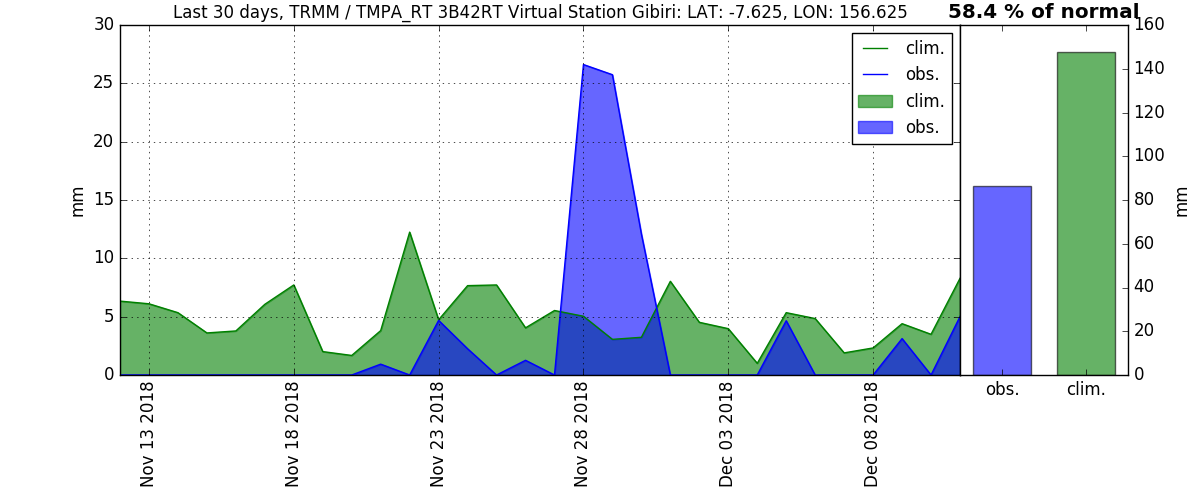 Last 30 days, TRMM / TMPA_RT 3B42RT Virtual Station Gibiri: LAT: -7.625, LON: 156.625
58.4 % of normal
30
25
20
15
10
5
0
mm
clim.
obs.
clim.
obs.
160
140
120
100
80
60
40
20
0
mm
Nov 13 2018
Nov 18 2018
Nov 23 2018
Nov 28 2018
Dec 03 2018
Dec 08 2018
obs.
clim.